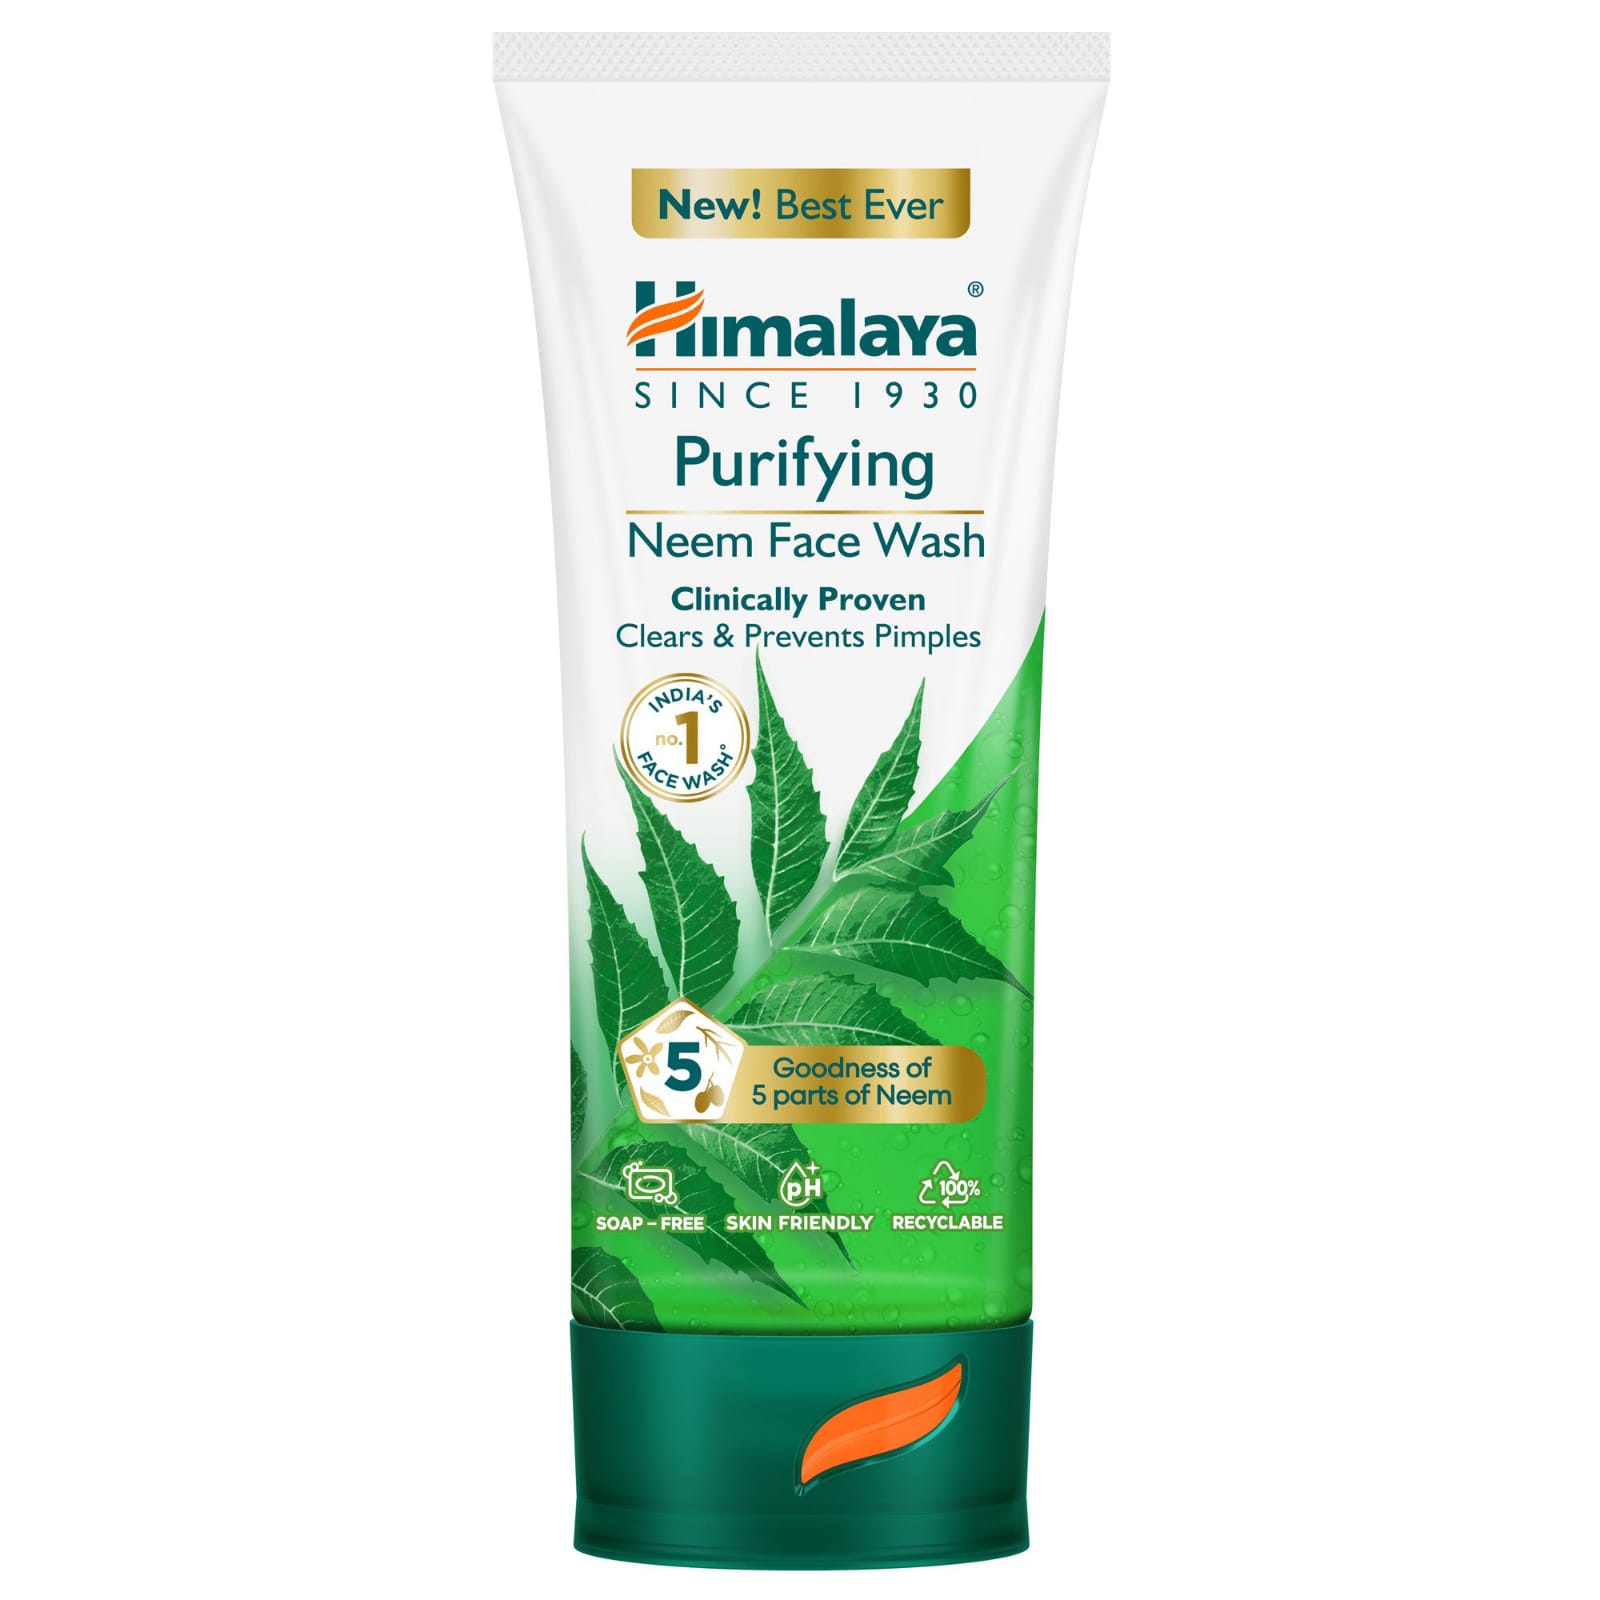 New! Best Ever
Himalaya®
SINCE 1930
Purifying
Neem Face Wash
Clinically Proven
Clears & Prevents Pimples
INDIA'S
no.1
FACE WASH°
5
Goodness of
5 parts of Neem
pH
100%
SOAP – FREE SKIN FRIENDLY RECYCLABLE